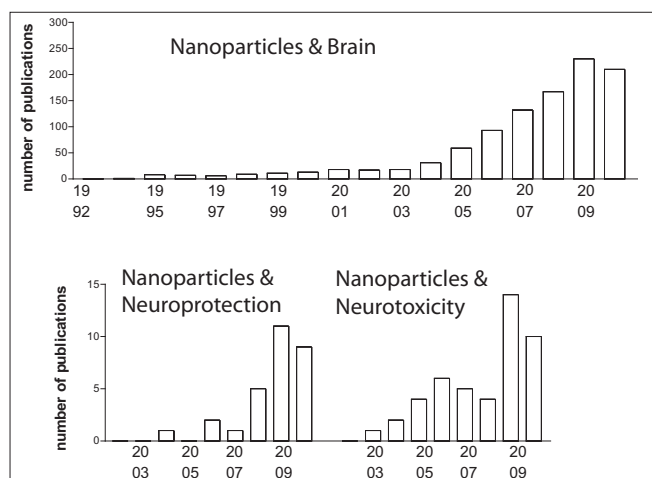 Nanoparticles & Brain
number of publications
300
250
200
150
100
50
0
19 19 19 19 20 20 20 20 20
92 95 97 99 01 03 05 07 09
Nanoparticles &
Neuroprotection
Nanoparticles &
Neurotoxicity
number of publications
15
10
5
0
20 20 20 20 20 20 20 20
03 05 07 09 03 05 07 09